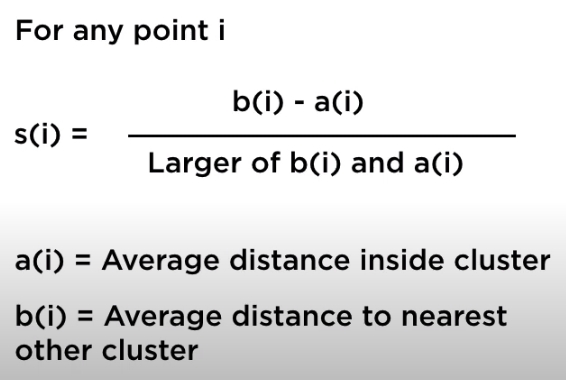 For any point i
b(i) - a(i)
s(i) =
Larger of b(i) and a(i)
a(i) = Average distance inside cluster
b(i) = Average distance to nearest
other cluster